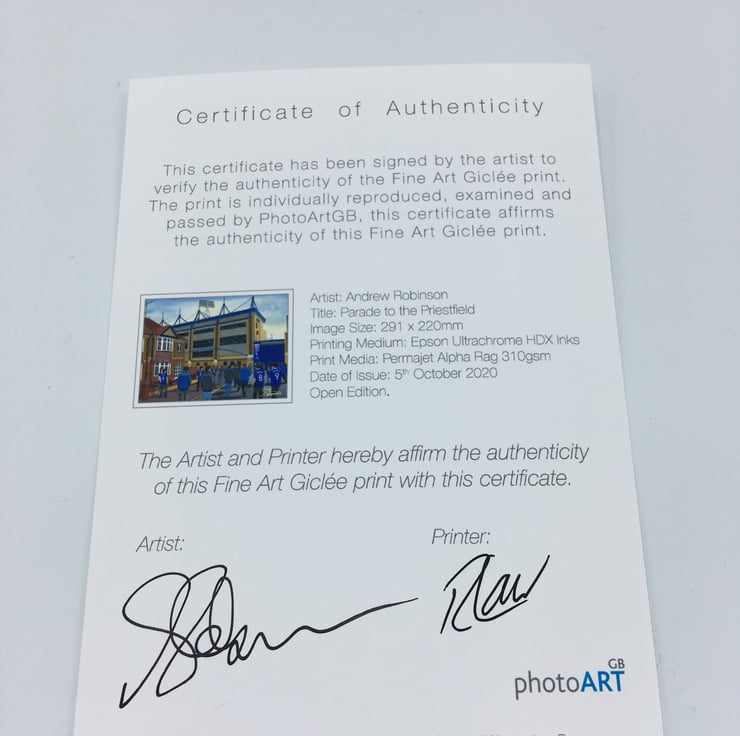 Certificate of Authenticity
This certificate has been signed by the artist to
verify the authenticity of the Fine Art Giclée print.
The print is individually reproduced, examined and
passed by PhotoArtGB, this certificate affirms
the authenticity of this Fine Art Giclée print.
Artist: Andrew Robinson
Title: Parade to the Priestfield
Image Size: 291 x 220mm
Printing Medium: Epson Ultrachrome HDX Inks
Print Media: Permajet Alpha Rag 310gsm
Date of Issue: 5th October 2020
Open Edition.
8 9
The Artist and Printer hereby affirm the authenticity
of this Fine Art Giclée print with this certificate.
Artist:
Printer:
photoART GB